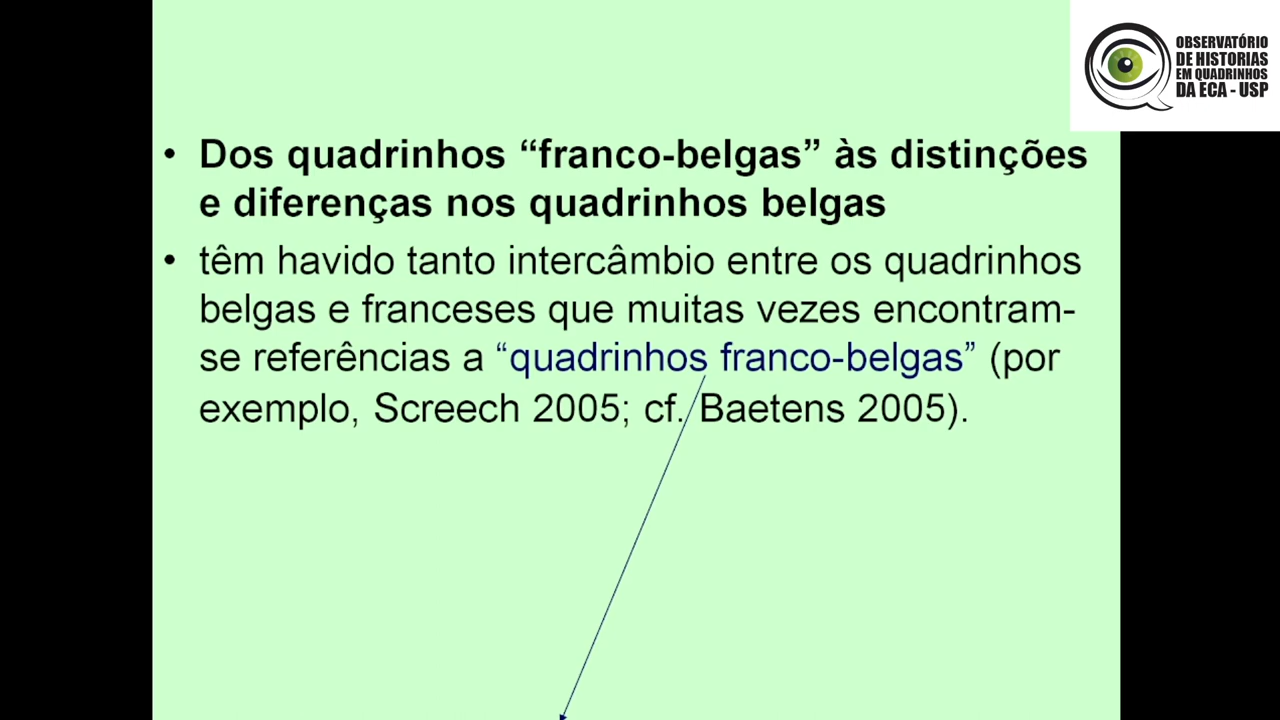 OBSERVATÓRIO
DE HISTORIAS
EM QUADRINHOS
DA ECA - USP
• Dos quadrinhos “franco-belgas” às distinções
e diferenças nos quadrinhos belgas
• têm havido tanto intercâmbio entre os quadrinhos
belgas e franceses que muitas vezes encontram-
se referências a “quadrinhos franco-belgas” (por
exemplo, Screech 2005; cf. Baetens 2005).